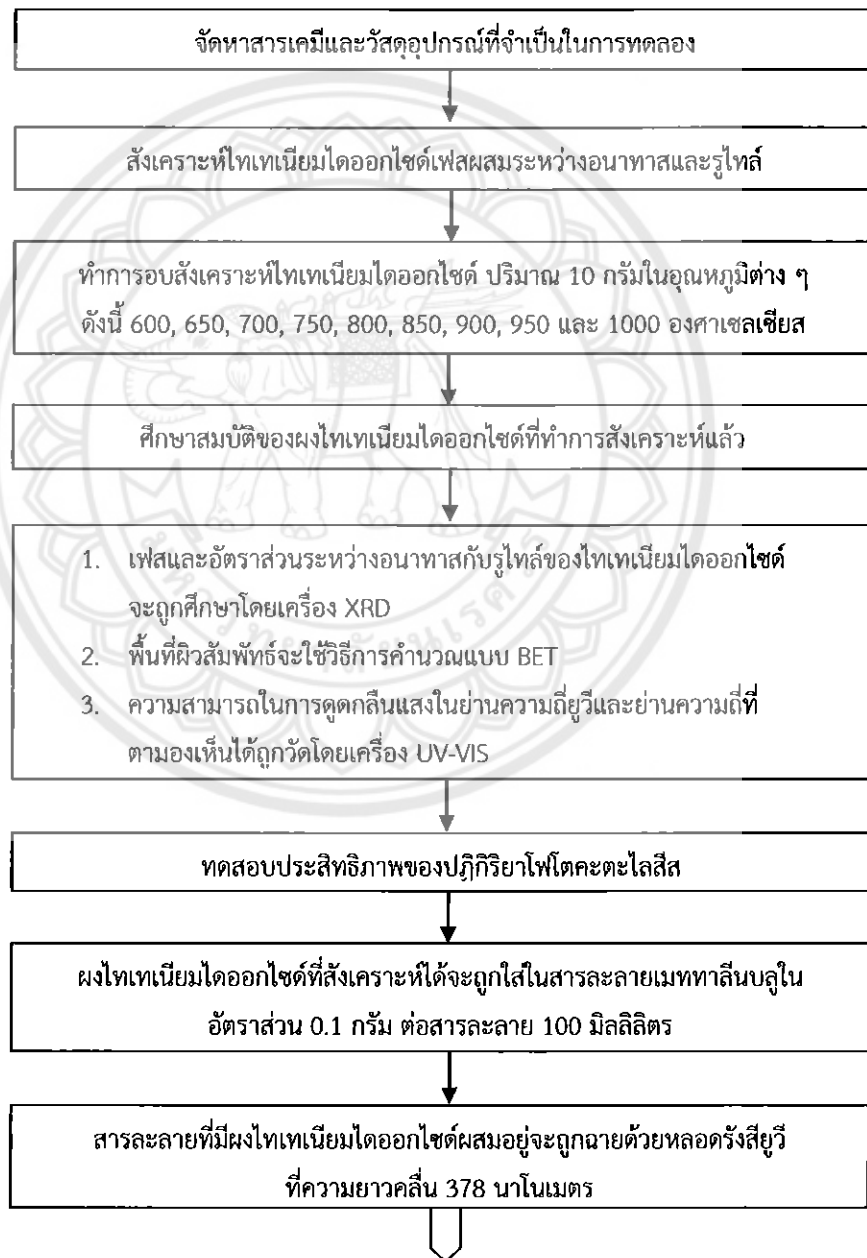 จัดหาสารเคมีและวัสดุอุปกรณ์ที่จำเป็นในการทดลอง
สังเคราะห์ไทเทเนียมไดออกไซด์เฟสผสมระหว่างอนาทาสและรูไทล์
ทำการอบสังเคราะห์ไทเทเนียมไดออกไซด์ ปริมาณ 10 กรัมในอุณหภูมิต่าง ๆ
ดังนี้ 600, 650, 700, 750, 800, 850, 900, 950 และ 1000 องศาเซลเซียส
ศึกษาสมบัติของผงไทเทเนียมไดออกไซด์ที่ทำการสังเคราะห์แล้ว
1. เฟสและอัตราส่วนระหว่างอนาทาสกับรูไทล์ของไทเทเนียมไดออกไซด์
จะถูกศึกษาโดยเครื่อง XRD
2. พื้นที่ผิวสัมพัทธ์จะใช้วิธีการคำนวณแบบ BET
3. ความสามารถในการดูดกลืนแสงในย่านความถี่ยูวีและย่านความถี่ที่
ตามองเห็นได้ถูกวัดโดยเครื่อง UV-VIS
ทดสอบประสิทธิภาพของปฏิกิริยาโฟโตคะตะไลสีส
ผงไทเทเนียมไดออกไซด์ที่สังเคราะห์ได้จะถูกใส่ในสารละลายเมททาลีนบลูใน
อัตราส่วน 0.1 กรัม ต่อสารละลาย 100 มิลลิลิตร
สารละลายที่มีผงไทเทเนียมไดออกไซด์ผสมอยู่จะถูกฉายด้วยหลอดรังสียูวี
ที่ความยาวคลื่น 378 นาโนเมตร